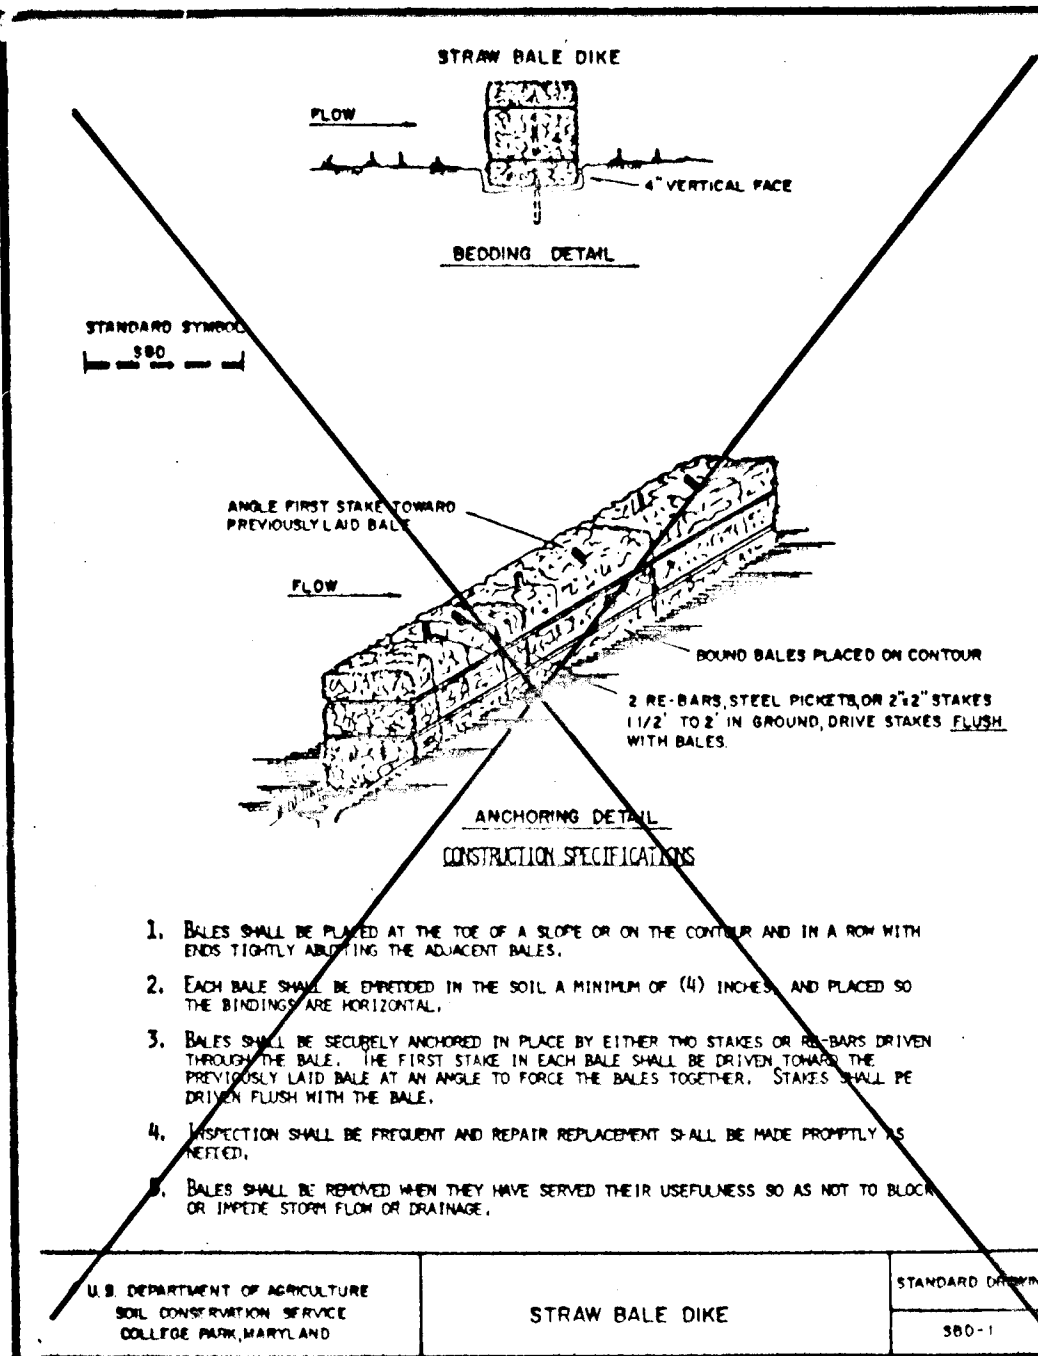 STRAW BALE DIKE
FLOW
4" VERTICAL FACE
BEDDING DETAIL
STANDARD SYMBOL
SBD
ANGLE FIRST STAKE TOWARD
PREVIOUSLY LAID BALE
FLOW
BOUND BALES PLACED ON CONTOUR
2 RE-BARS, STEEL PICKETS, OR 2"x2" STAKES
1 1/2' TO 2' IN GROUND, DRIVE STAKES FLUSH
WITH BALES.
ANCHORING DETAIL
CONSTRUCTION SPECIFICATIONS
1. BALES SHALL BE PLACED AT THE TOE OF A SLOPE OR ON THE CONTOUR AND IN A ROW WITH
ENDS TIGHTLY ABUTTING THE ADJACENT BALES.
2. EACH BALE SHALL BE EMBEDDED IN THE SOIL A MINIMUM OF (4) INCHES, AND PLACED SO
THE BINDINGS ARE HORIZONTAL.
3. BALES SHALL BE SECURELY ANCHORED IN PLACE BY EITHER TWO STAKES OR RE-BARS DRIVEN
THROUGH THE BALE. THE FIRST STAKE IN EACH BALE SHALL BE DRIVEN TOWARD THE
PREVIOUSLY LAID BALE AT AN ANGLE TO FORCE THE BALES TOGETHER. STAKES SHALL BE
DRIVEN FLUSH WITH THE BALE.
4. INSPECTION SHALL BE FREQUENT AND REPAIR REPLACEMENT SHALL BE MADE PROMPTLY AS
NEEDED.
5. BALES SHALL BE REMOVED WHEN THEY HAVE SERVED THEIR USEFULNESS SO AS NOT TO BLOCK
OR IMPEDE STORM FLOW OR DRAINAGE.
U.S. DEPARTMENT OF AGRICULTURE
SOIL CONSERVATION SERVICE
COLLEGE PARK, MARYLAND
STRAW BALE DIKE
STANDARD DRAWIN
SBD-1